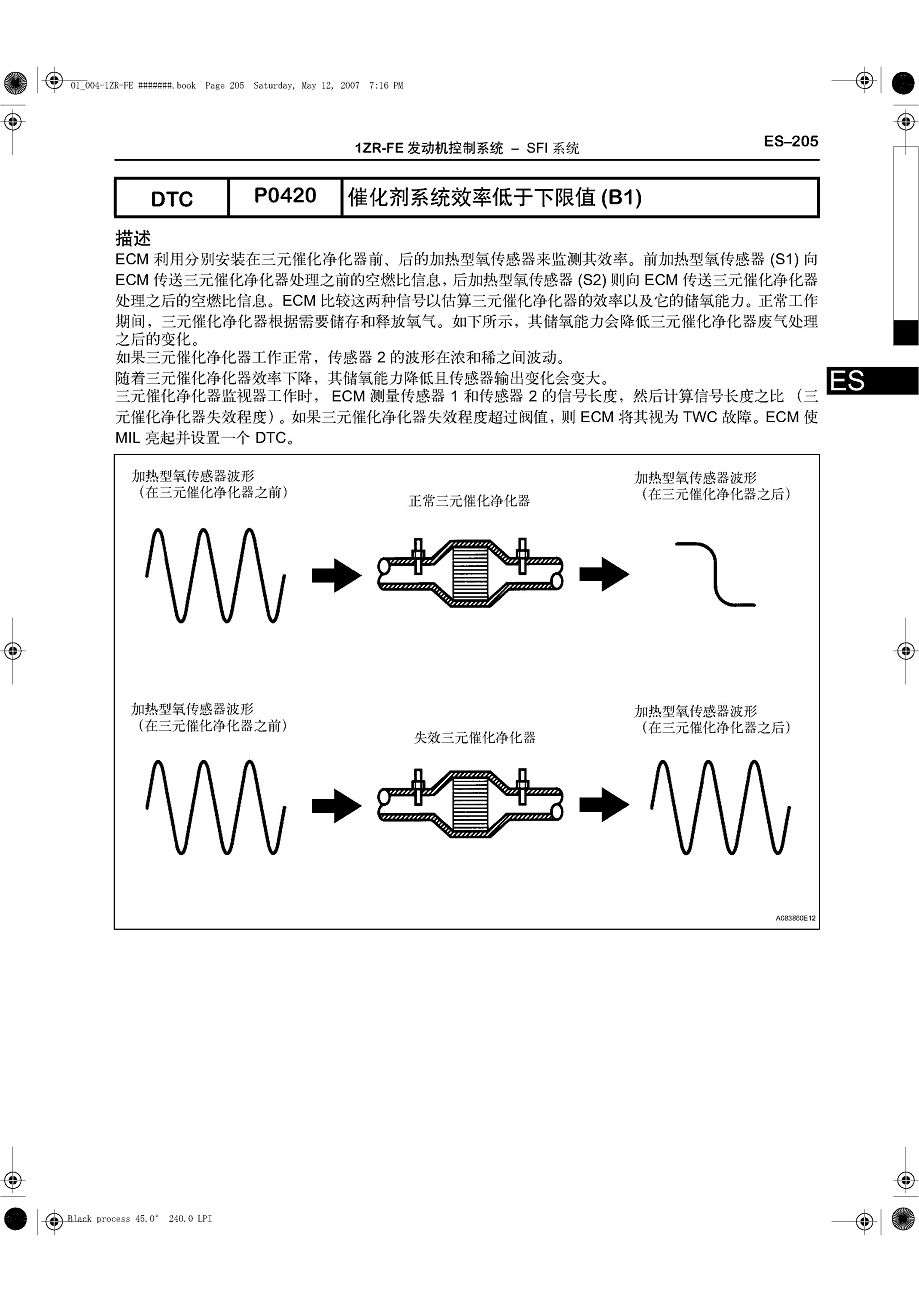 01_004-1ZR-FE #######.book Page 205 Saturday, May 12, 2007 7:16 PM
1ZR-FE 发动机控制系统 – SFI 系统
ES–205
DTC P0420 催化剂系统效率低于下限值 (B1)
描述
ECM 利用分别安装在三元催化净化器前、后的加热型氧传感器来监测其效率。前加热型氧传感器 (S1) 向
ECM 传送三元催化净化器处理之前的空燃比信息，后加热型氧传感器 (S2) 则向 ECM 传送三元催化净化器
处理之后的空燃比信息。ECM 比较这两种信号以估算三元催化净化器的效率以及它的储氧能力。正常工作
期间，三元催化净化器根据需要储存和释放氧气。如下所示，其储氧能力会降低三元催化净化器废气处理
之后的变化。
如果三元催化净化器工作正常，传感器 2 的波形在浓和稀之间波动。
随着三元催化净化器效率下降，其储氧能力降低且传感器输出变化会变大。
三元催化净化器监视器工作时， ECM 测量传感器 1 和传感器 2 的信号长度，然后计算信号长度之比 （三
元催化净化器失效程度）。如果三元催化净化器失效程度超过阀值，则 ECM 将其视为 TWC 故障。ECM 使
MIL 亮起并设置一个 DTC。
ES
加热型氧传感器波形
（在三元催化净化器之前）
正常三元催化净化器
加热型氧传感器波形
（在三元催化净化器之后）
加热型氧传感器波形
（在三元催化净化器之前）
失效三元催化净化器
加热型氧传感器波形
（在三元催化净化器之后）
A083860E12
Black process 45.0° 240.0 LPI